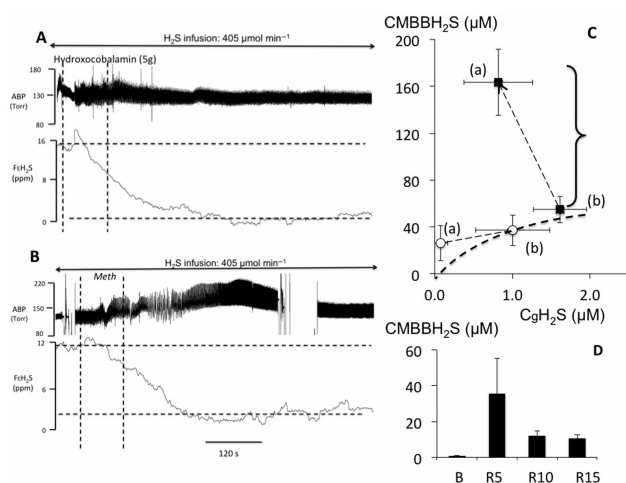 A
H₂S infusion: 405 µmol min⁻¹
Hydroxocobalamin (5g)
180
ABP 130
(Torr)
80
16
FᴇH₂S 8
(ppm)
0
B
H₂S infusion: 405 µmol min⁻¹
Meth
220
ABP 150
(Torr)
80
12
FᴇH₂S 6
(ppm)
0
120 s
CMBBH₂S (µM)
C
200
160
120
80
40
0
(a)
(b)
(a)
(b)
0.0 1.0 2.0
CgH₂S (µM)
CMBBH₂S (µM)
D
60
40
20
0
B R5 R10 R15